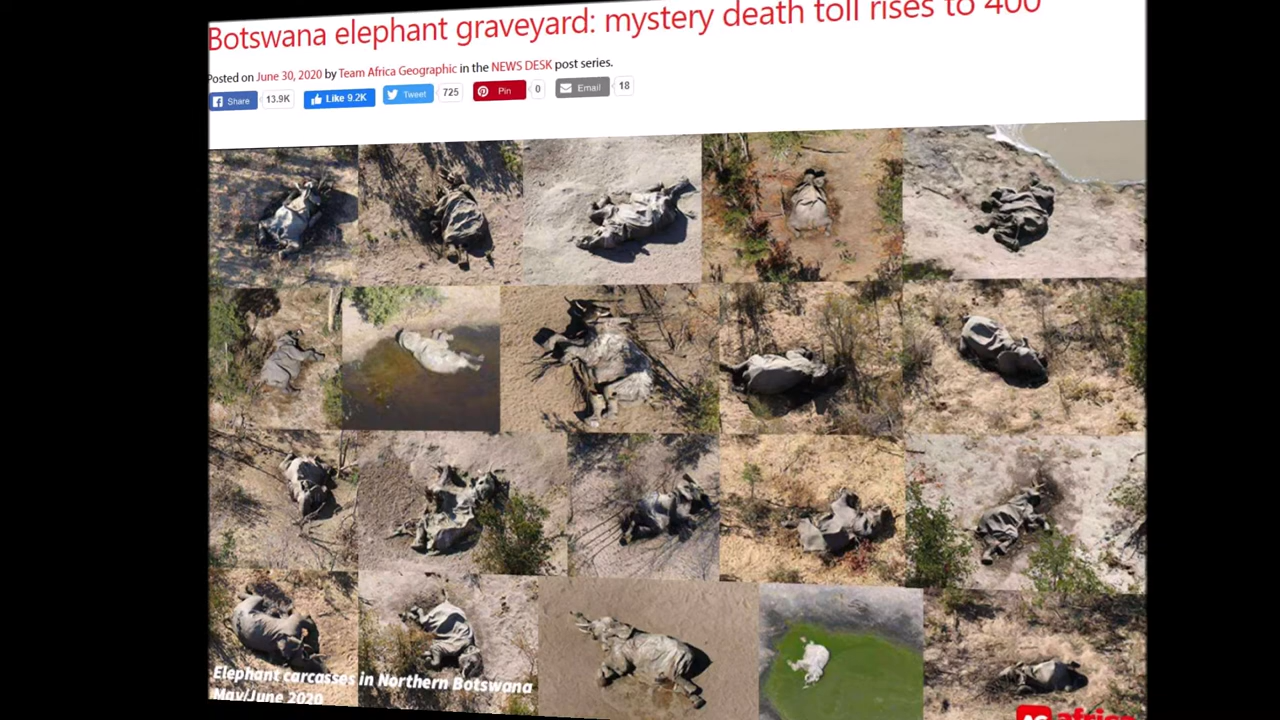 Botswana elephant graveyard: mystery death toll rises to 400
Posted on June 30, 2020 by Team Africa Geographic in the NEWS DESK post series.
Share 13.9K Like 9.2K Tweet 725 Pin 0 Email 18
Elephant carcasses in Northern Botswana
May/June 2020